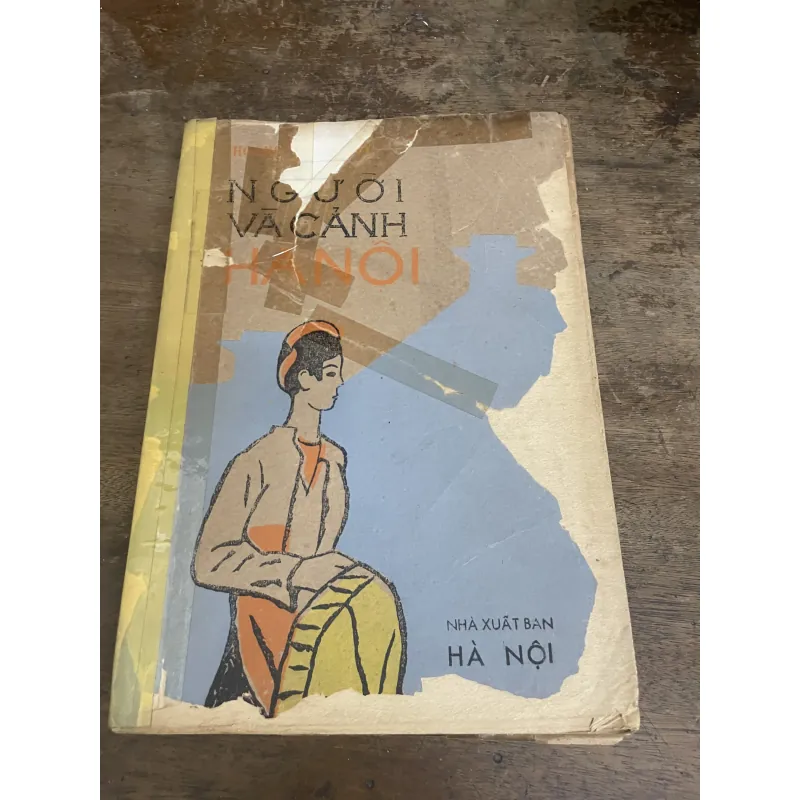 NGƯỜI
VÀ CẢNH
HÀ NỘI
NHÀ XUẤT BẢN
HÀ NỘI